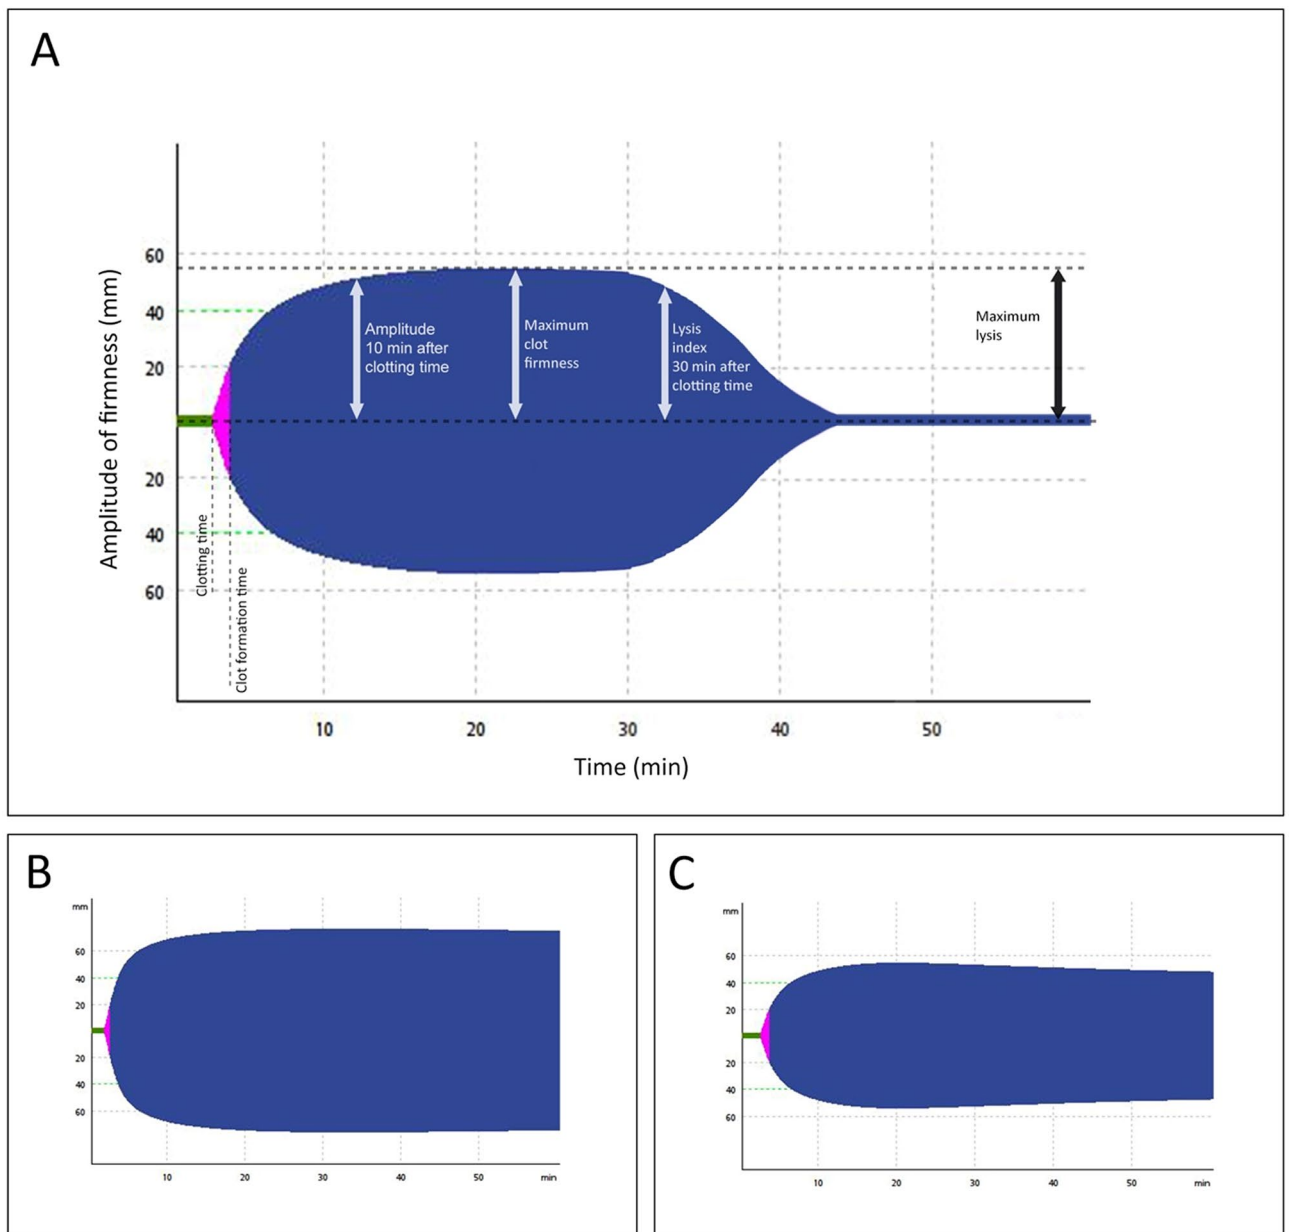 A
Amplitude of firmness (mm)
60
40
20
20
40
60
Clotting time
Clot formation time
Amplitude
10 min after
clotting time
Maximum
clot
firmness
Lysis
index
30 min after
clotting time
Maximum
lysis
10 20 30 40 50
Time (min)
B
mm
60
40
20
20
40
60
10 20 30 40 50 min
C
mm
60
40
20
20
40
60
10 20 30 40 50 min